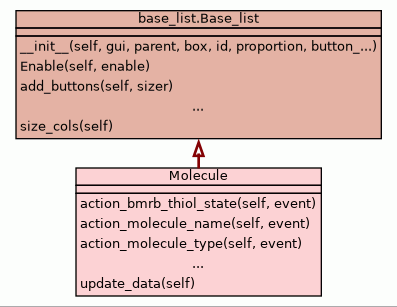 base_list.Base_list
__init__(self, gui, parent, box, id, proportion, button_...)
Enable(self, enable)
add_buttons(self, sizer)
...
size_cols(self)
Molecule
action_bmrb_thiol_state(self, event)
action_molecule_name(self, event)
action_molecule_type(self, event)
...
update_data(self)